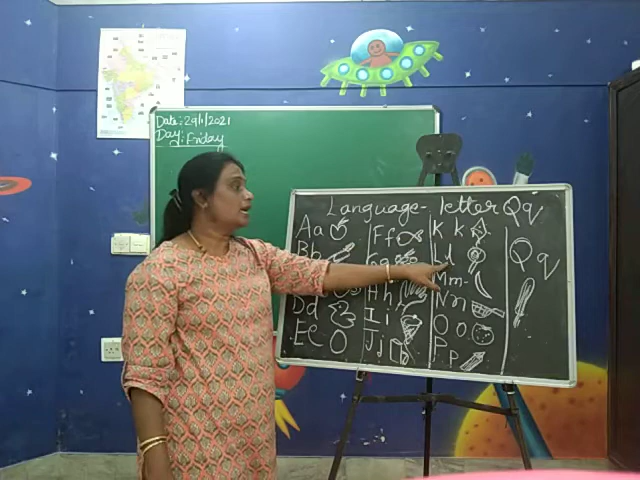 Date: 29/1/2021
Day: Friday
Language - letter Qq
Aa
Bb
Dd
Ee
Ff
Gg
Hh
Ii
Jj
K k
Ll
Mm-
Nn
Oo
Pp
Qq